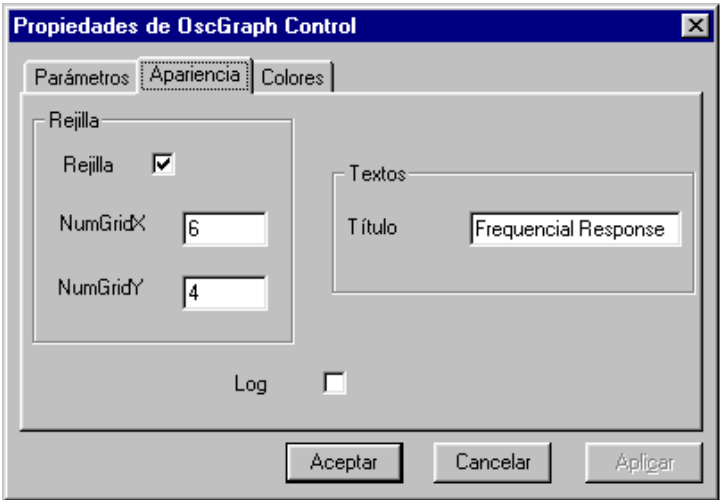 Propiedades de OscGraph Control
Parámetros Apariencia Colores
Rejilla
Rejilla
NumGridX 6
NumGridY 4
Textos
Título Frequencial Response
Log
Aceptar Cancelar Aplicar